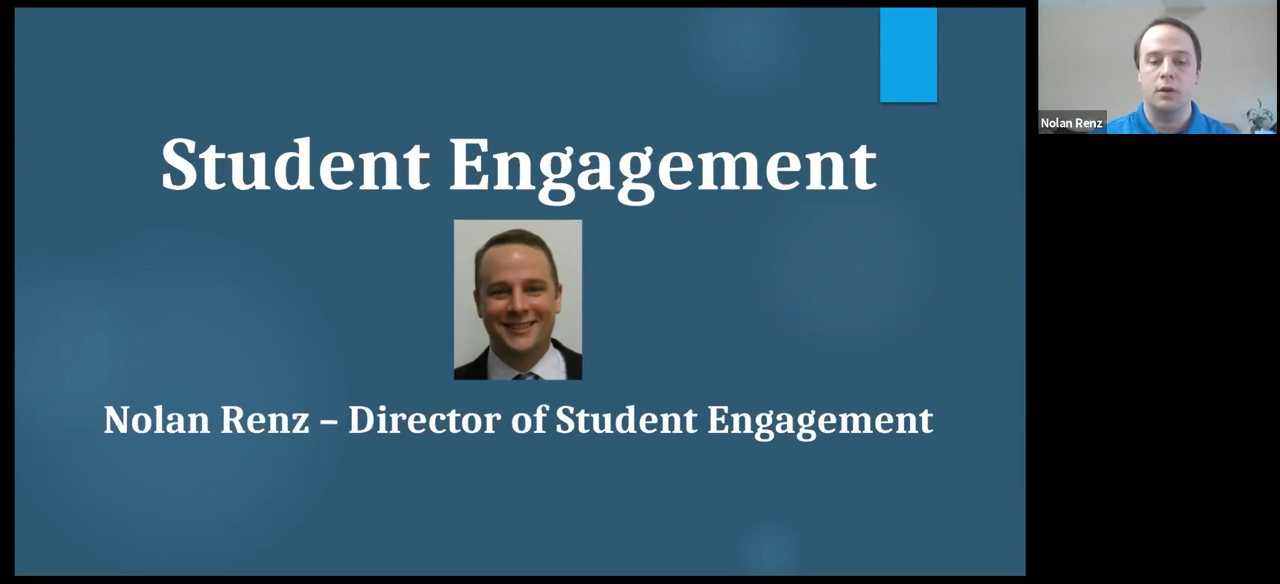 Student Engagement
Nolan Renz – Director of Student Engagement
Nolan Renz